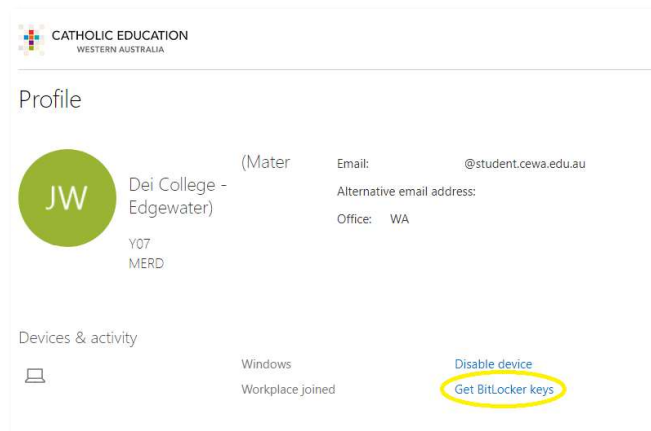 CATHOLIC EDUCATION
WESTERN AUSTRALIA
Profile
JW
(Mater
Dei College -
Edgewater)
Y07
MERD
Email: @student.cewa.edu.au
Alternative email address:
Office: WA
Devices & activity
Windows Disable device
Workplace joined Get BitLocker keys